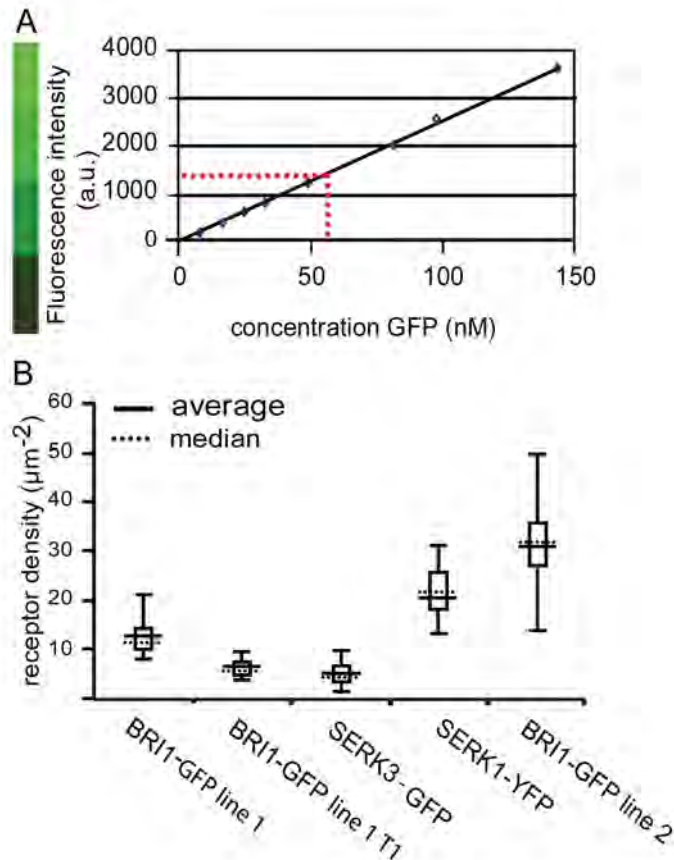 A
Fluorescence intensity
(a.u.)
4000
3000
2000
1000
0
0 50 100 150
concentration GFP (nM)
B
receptor density (µm-2)
60
50
40
30
20
10
average
median
BRI1-GFP line 1
BRI1-GFP line 1 T1
SERK3-GFP
SERK1-YFP
BRI1-GFP line 2